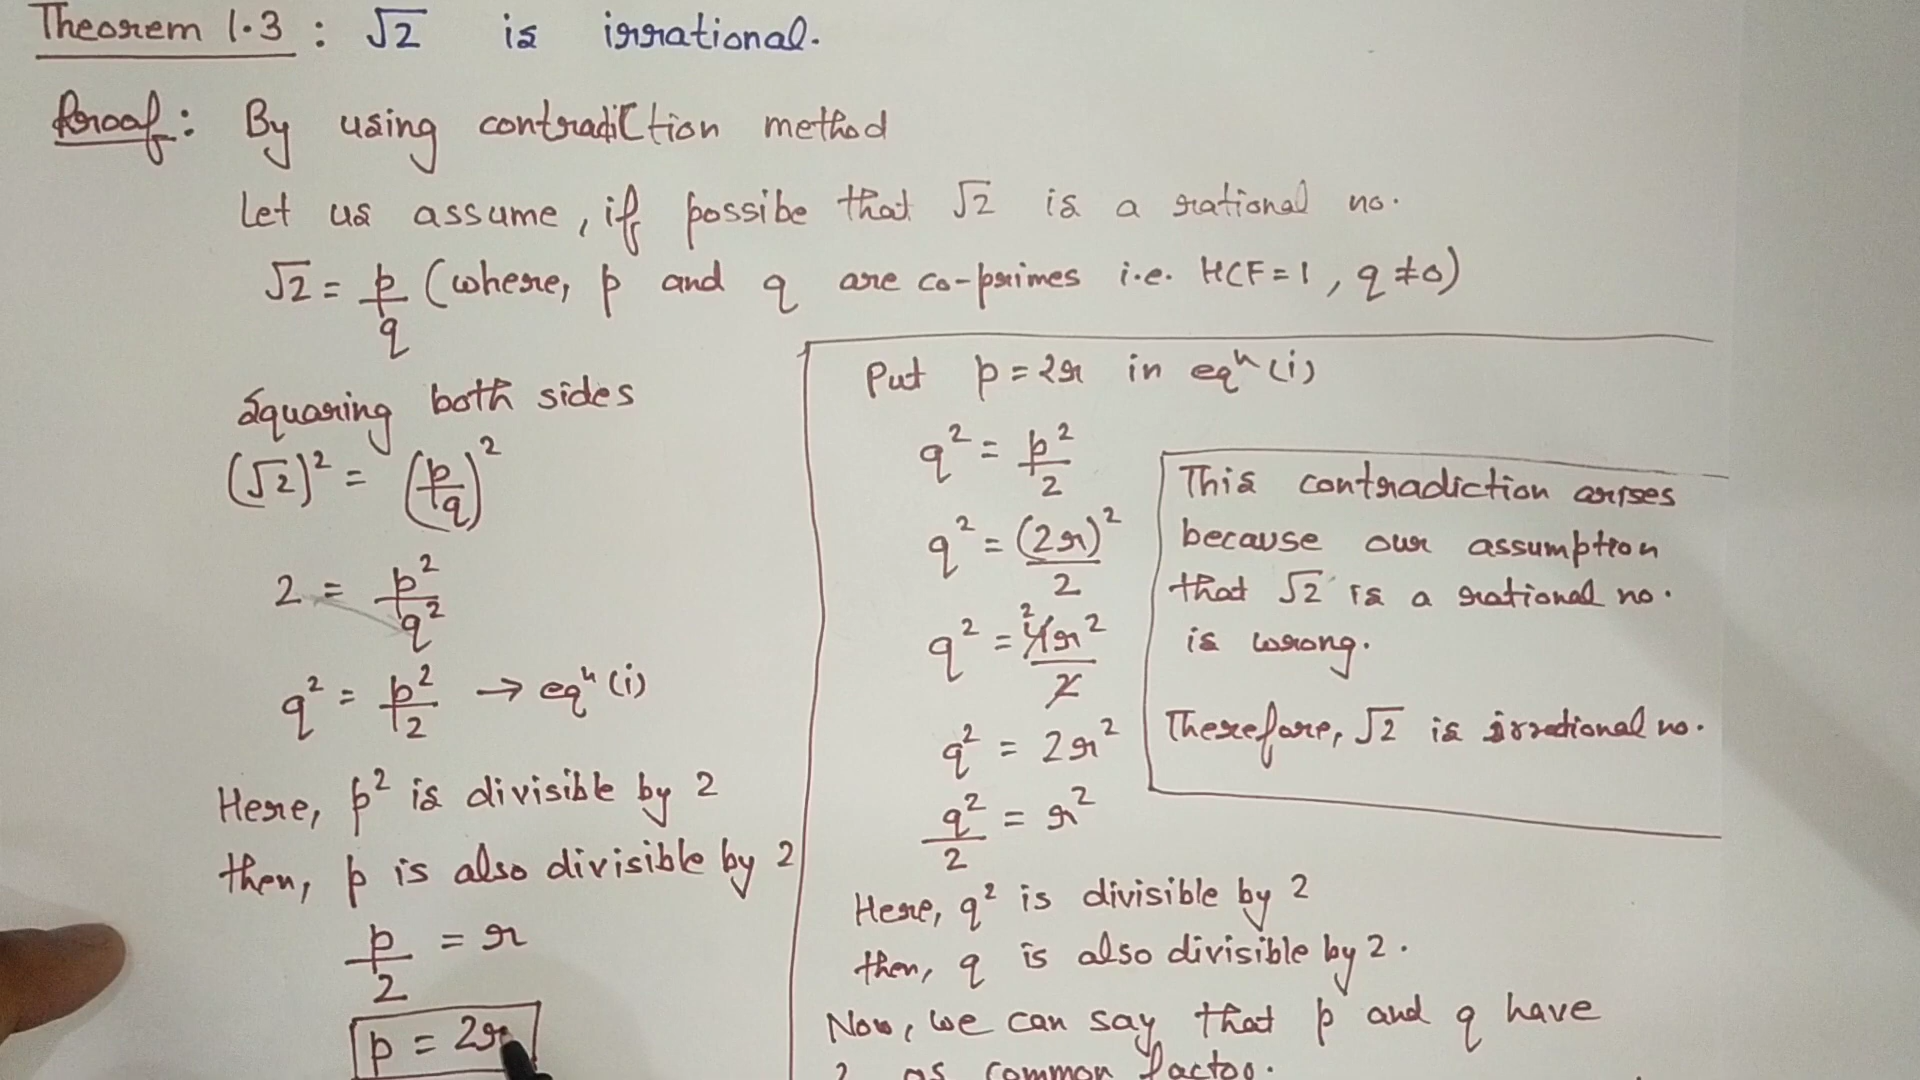 Theorem 1.3 : √2 is irrational.
Proof: By using contradiction method
Let us assume, if possibe that √2 is a rational no.
√2 = p/q (where, p and q are co-primes i.e. HCF = 1, q ≠ 0)
Squaring both sides
(√2)² = (p/q)²
2 = p²/q²
q² = p²/2 → eqⁿ (i)
Here, p² is divisible by 2
then, p is also divisible by 2
p/2 = r
p = 2r
Put p = 2r in eqⁿ (i)
q² = p²/2
q² = (2r)²/2
q² = ²4r²/2
q² = 2r²
q²/2 = r²
Here, q² is divisible by 2
then, q is also divisible by 2.
Now, we can say that p and q have
2 as common factor.
This contradiction arises
because our assumption
that √2 is a rational no.
is wrong.
Therefore, √2 is irrational no.